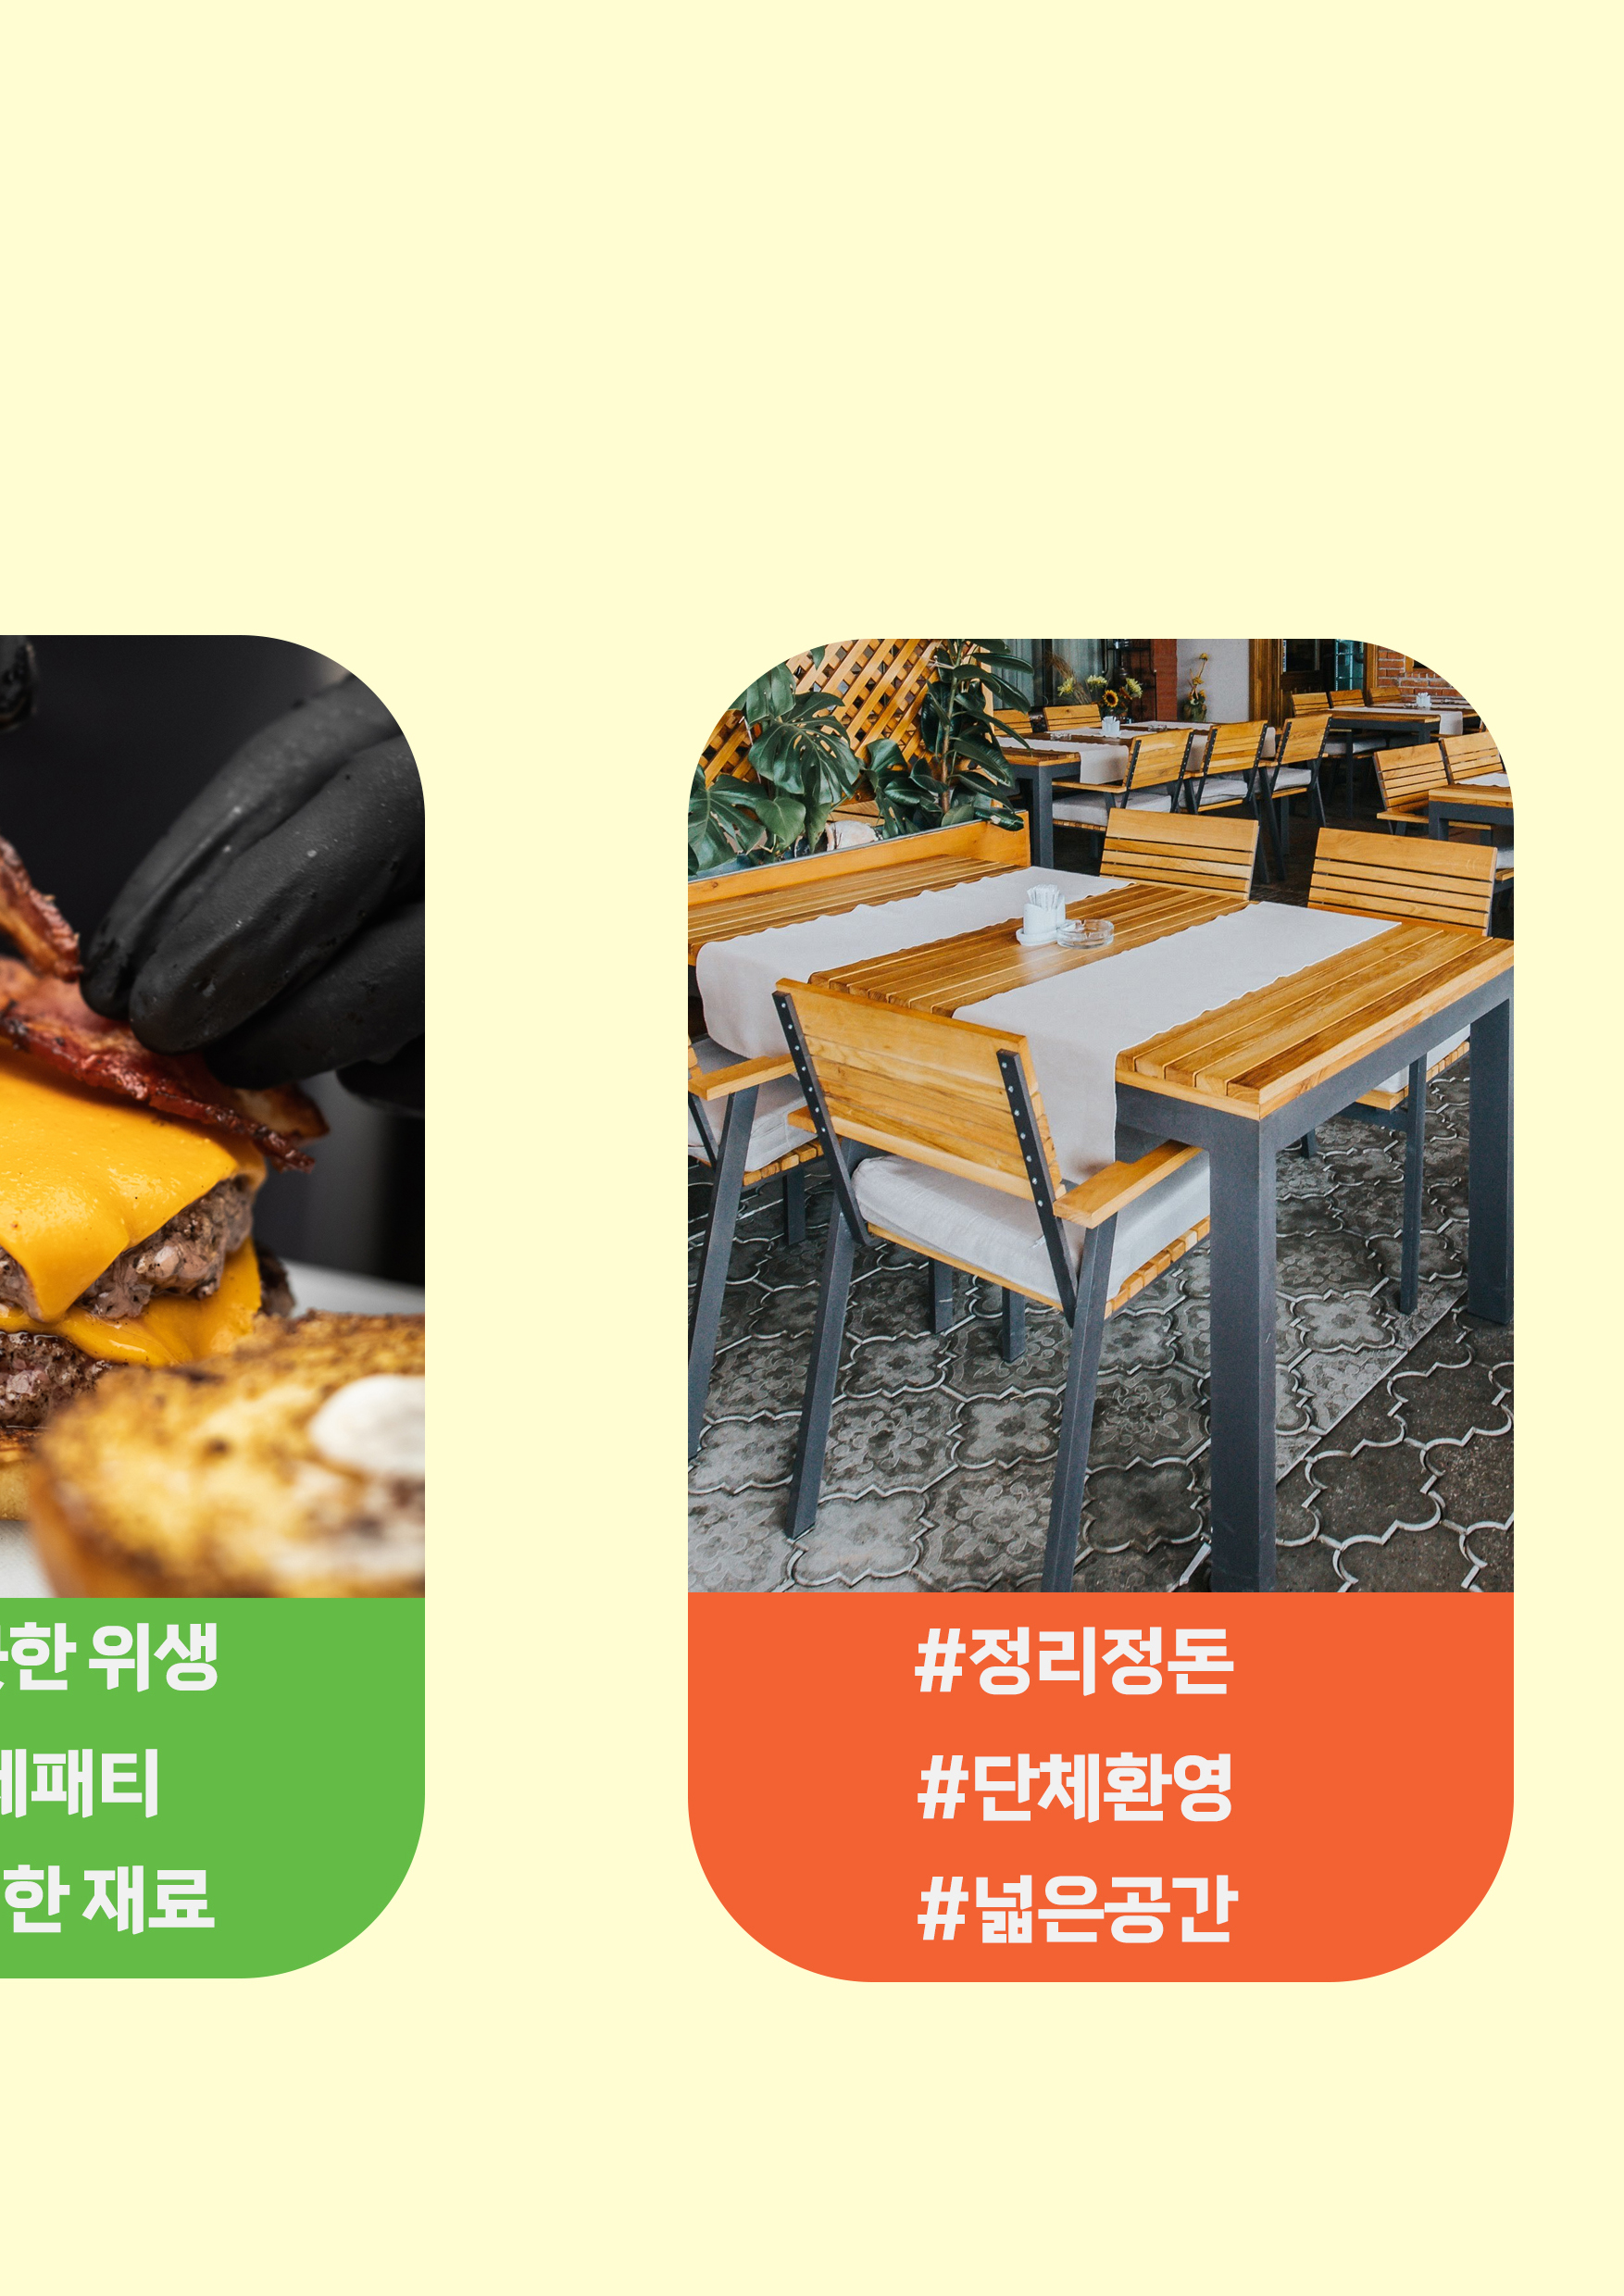 한 위생
패티
한 재료
#정리정돈
#단체환영
#넓은공간